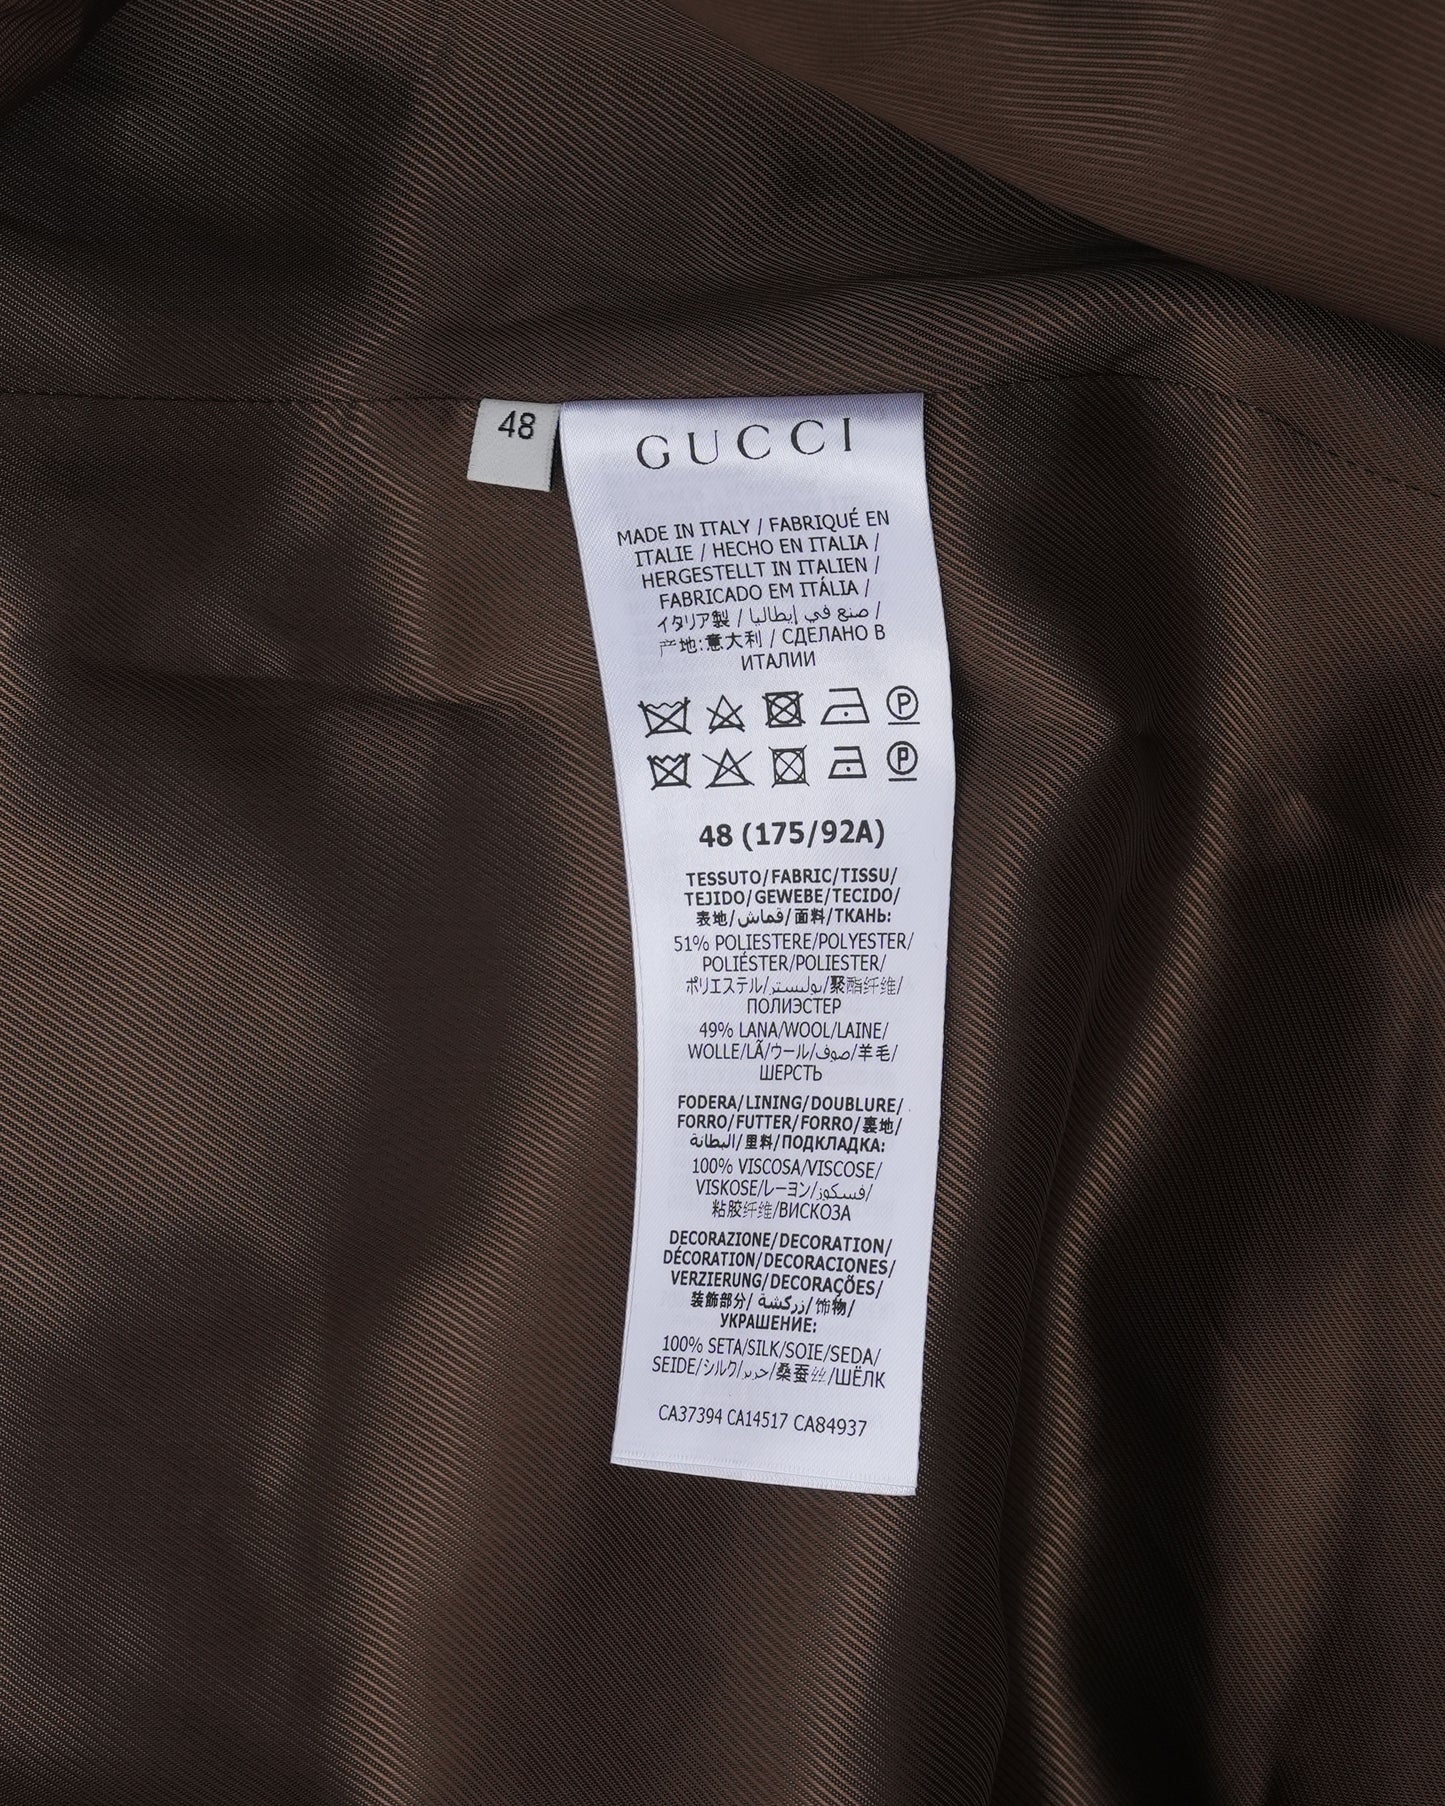 48
GUCCI
MADE IN ITALY / FABRIQUÉ EN
ITALIE / HECHO EN ITALIA /
HERGESTELLT IN ITALIEN /
FABRICADO EM ITÁLIA /
イタリア製 / صنع في إيطاليا /
产地:意大利 / СДЕЛАНО В
ИТАЛИИ
P
P
48 (175/92A)
TESSUTO/FABRIC/TISSU/
TEJIDO/GEWEBE/TECIDO/
表地/قماش/面料/ТКАНЬ:
51% POLIESTERE/POLYESTER/
POLIÉSTER/POLIESTER/
ポリエステル/بوليستر/聚酯纤维/
ПОЛИЭСТЕР
49% LANA/WOOL/LAINE/
WOLLE/LÃ/ウール/صوف/羊毛/
ШЕРСТЬ
FODERA/LINING/DOUBLURE/
FORRO/FUTTER/FORRO/裏地/
البطانة/里料/ПОДКЛАДКА:
100% VISCOSA/VISCOSE/
VISKOSE/レーヨン/فسكوز/
粘胶纤维/ВИСКОЗА
DECORAZIONE/DECORATION/
DÉCORATION/DECORACIONES/
VERZIERUNG/DECORAÇÕES/
装飾部分/زركشة/饰物/
УКРАШЕНИЕ:
100% SETA/SILK/SOIE/SEDA/
SEIDE/シルク/حرير/桑蚕丝/ШЁЛК
CA37394 CA14517 CA84937